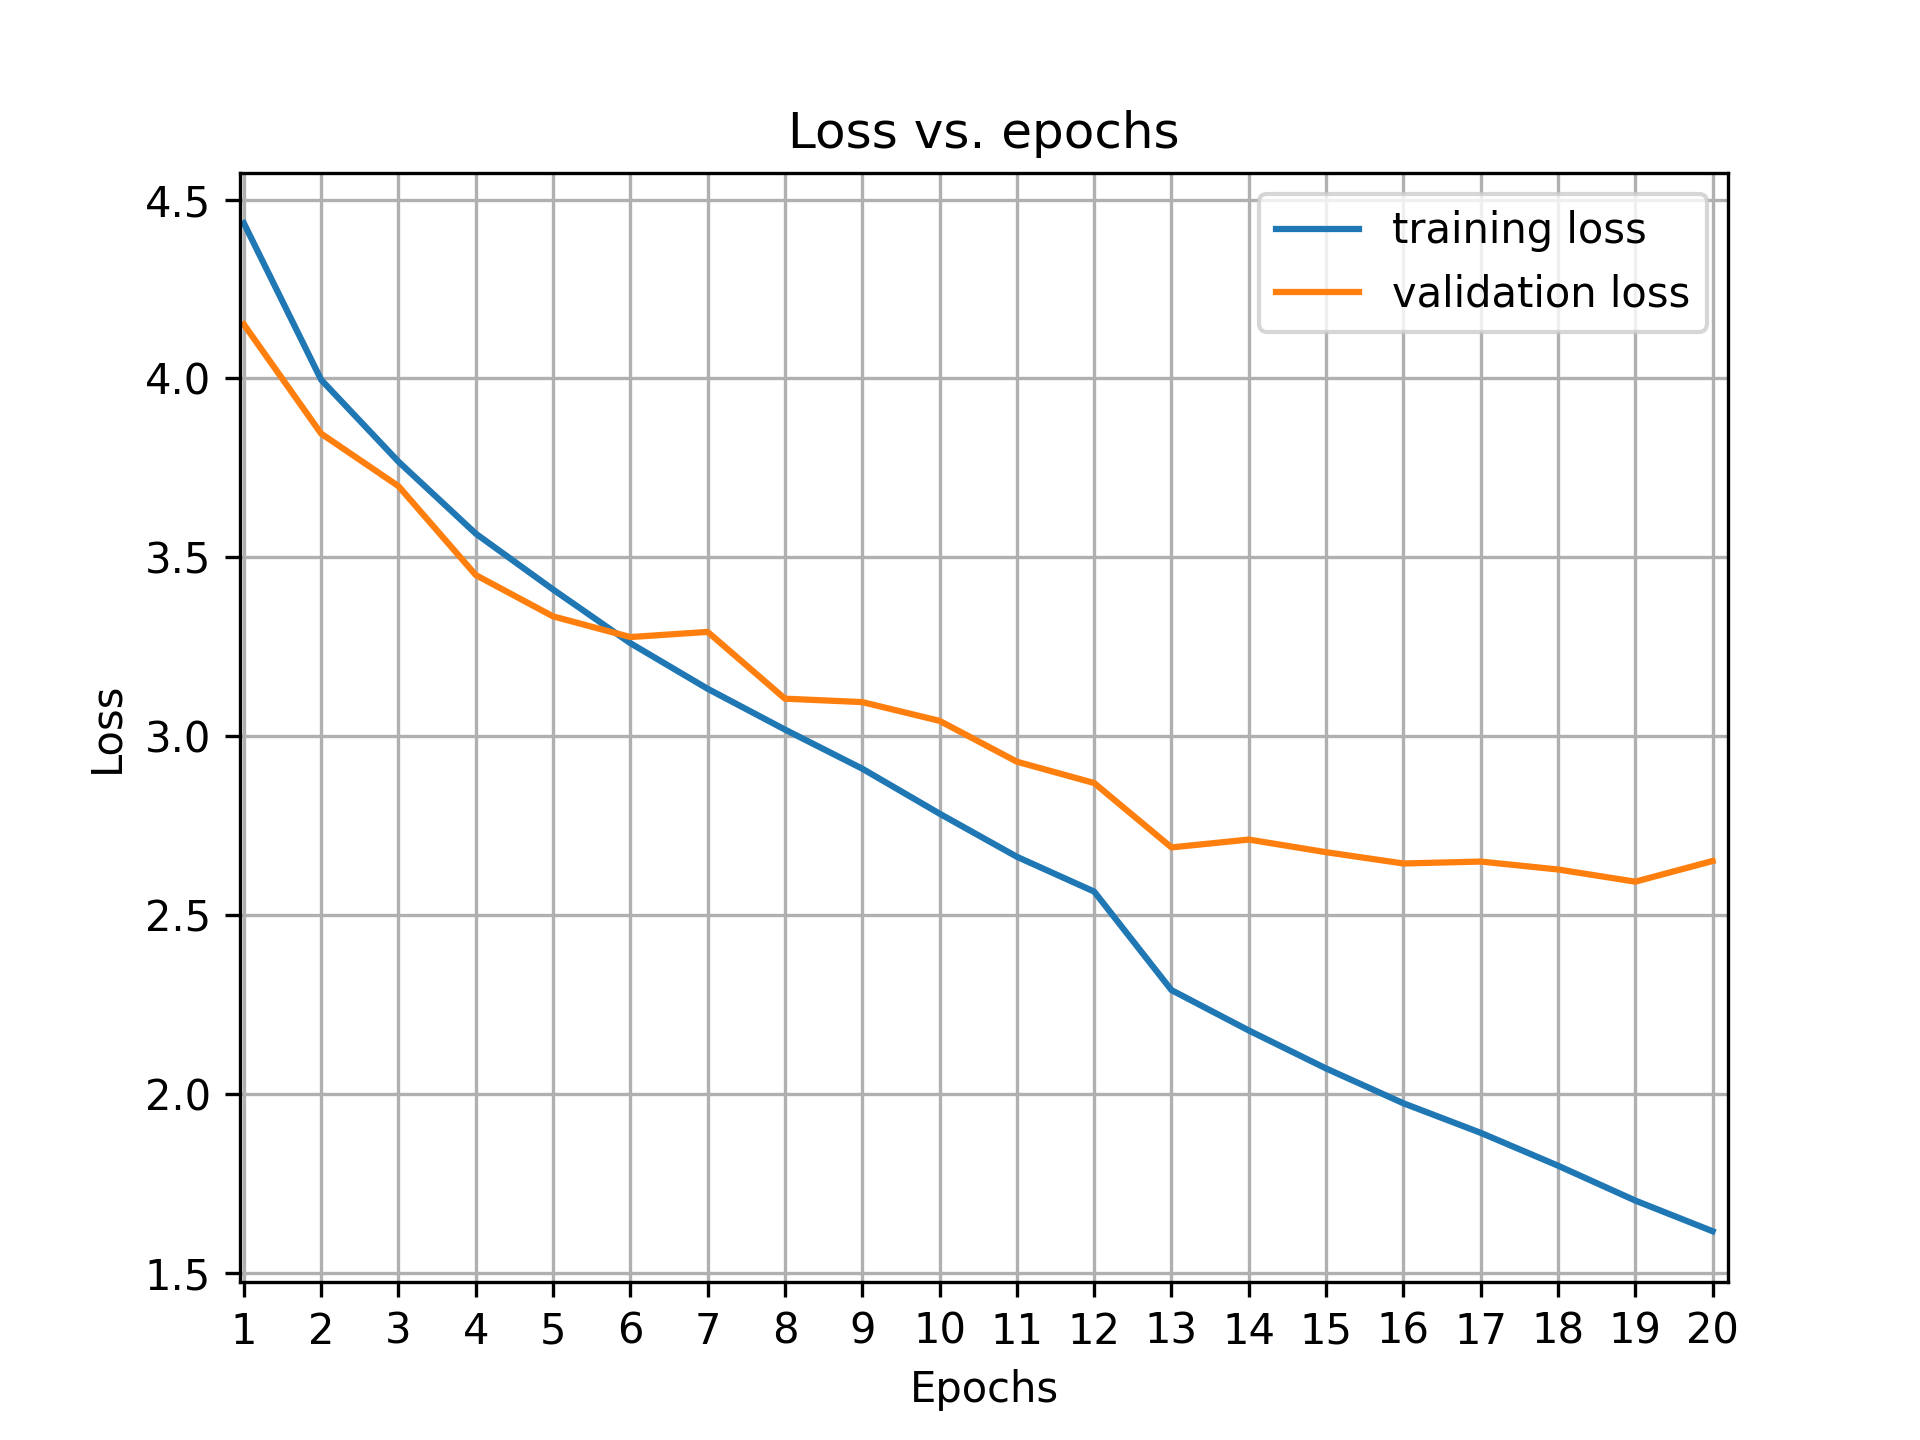 Loss vs. epochs
training loss
validation loss
4.5
4.0
3.5
3.0
2.5
2.0
1.5
Loss
1 2 3 4 5 6 7 8 9 10 11 12 13 14 15 16 17 18 19 20
Epochs